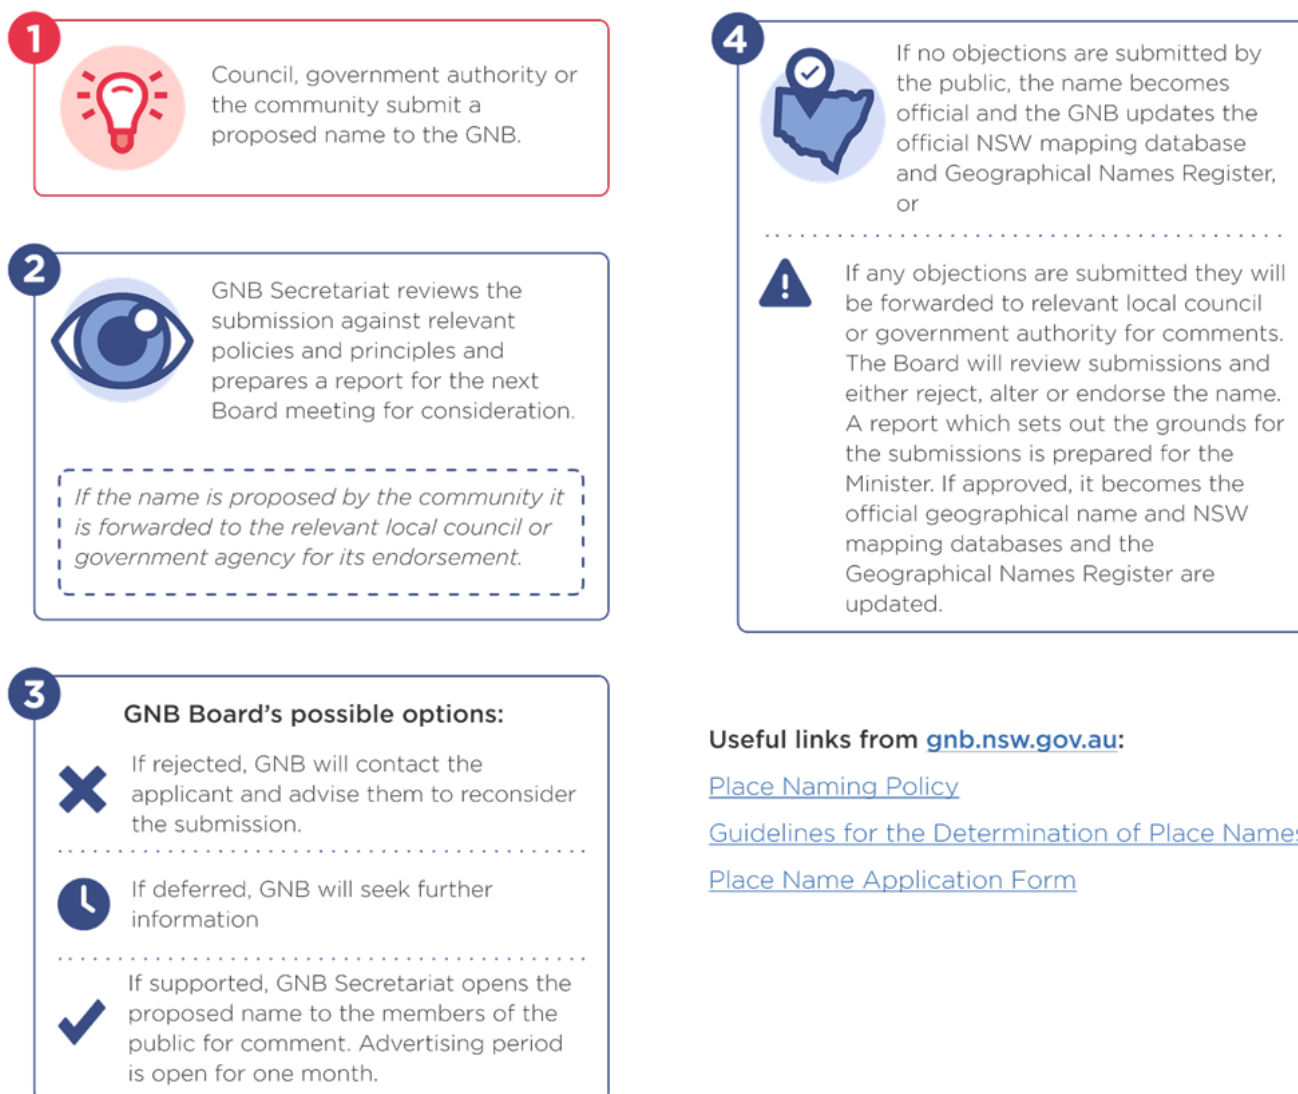 1
Council, government authority or
the community submit a
proposed name to the GNB.
2
GNB Secretariat reviews the
submission against relevant
policies and principles and
prepares a report for the next
Board meeting for consideration.
If the name is proposed by the community it
is forwarded to the relevant local council or
government agency for its endorsement.
3
GNB Board's possible options:
If rejected, GNB will contact the
applicant and advise them to reconsider
the submission.
If deferred, GNB will seek further
information
If supported, GNB Secretariat opens the
proposed name to the members of the
public for comment. Advertising period
is open for one month.
4
If no objections are submitted by
the public, the name becomes
official and the GNB updates the
official NSW mapping database
and Geographical Names Register,
or
If any objections are submitted they will
be forwarded to relevant local council
or government authority for comments.
The Board will review submissions and
either reject, alter or endorse the name.
A report which sets out the grounds for
the submissions is prepared for the
Minister. If approved, it becomes the
official geographical name and NSW
mapping databases and the
Geographical Names Register are
updated.
Useful links from gnb.nsw.gov.au:
Place Naming Policy
Guidelines for the Determination of Place Names
Place Name Application Form